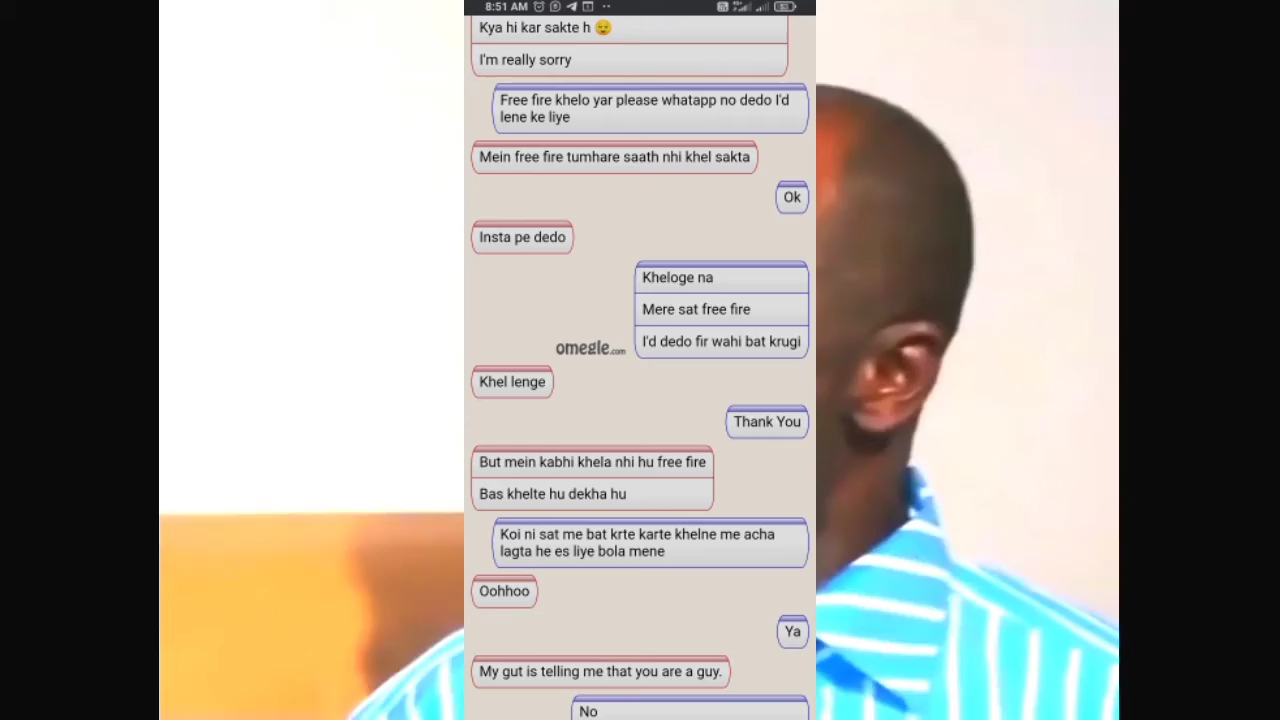 8:51 AM
Kya hi kar sakte h 😔
I'm really sorry
Free fire khelo yar please whatapp no dedo I'd
lene ke liye
Mein free fire tumhare saath nhi khel sakta
Ok
Insta pe dedo
Kheloge na
Mere sat free fire
I'd dedo fir wahi bat krugi
omegle.com
Khel lenge
Thank You
But mein kabhi khela nhi hu free fire
Bas khelte hu dekha hu
Koi ni sat me bat krte karte khelne me acha
lagta he es liye bola mene
Oohhoo
Ya
My gut is telling me that you are a guy.
No